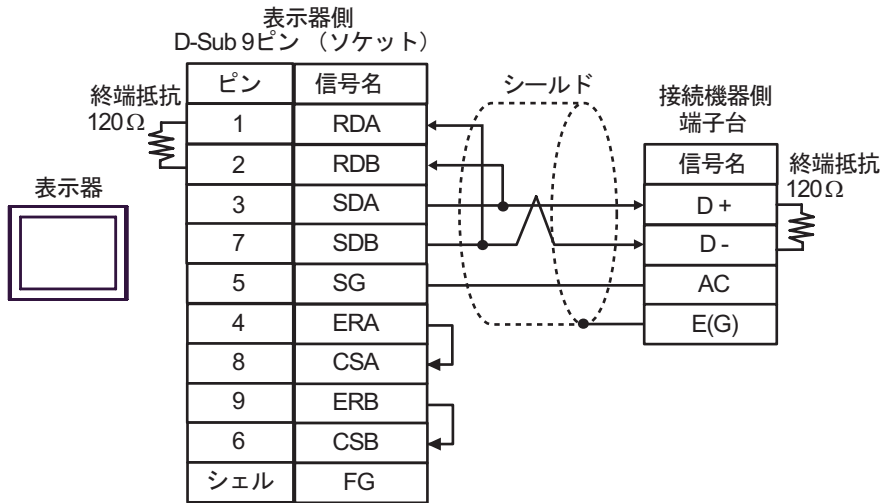 表示器側
D-Sub 9ピン （ソケット）
終端抵抗
120Ω
表示器
ピン 信号名
1 RDA
2 RDB
3 SDA
7 SDB
5 SG
4 ERA
8 CSA
9 ERB
6 CSB
シェル FG
シールド
接続機器側
端子台
信号名
D +
D -
AC
E(G)
終端抵抗
120Ω